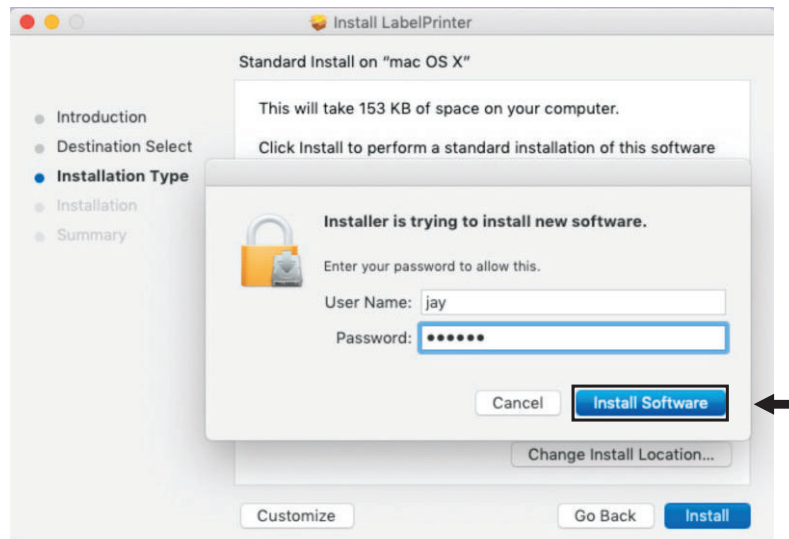 Install LabelPrinter
Standard Install on "mac OS X"
Introduction
Destination Select
Installation Type
Installation
Summary
This will take 153 KB of space on your computer.
Click Install to perform a standard installation of this software
Installer is trying to install new software.
Enter your password to allow this.
User Name: jay
Password: ••••••
Cancel
Install Software
Change Install Location...
Customize
Go Back
Install